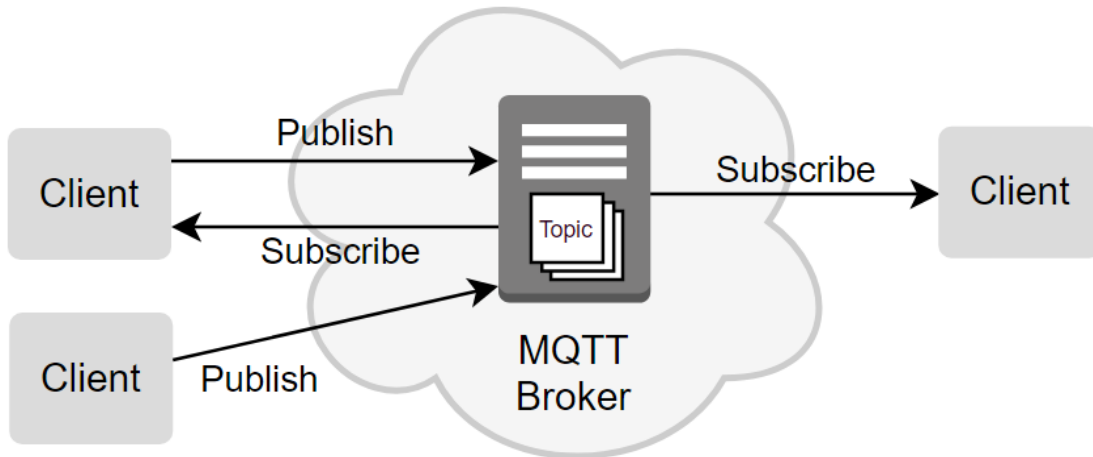 Publish
Client
Subscribe
Topic
Subscribe
Client
Client
Publish
MQTT
Broker